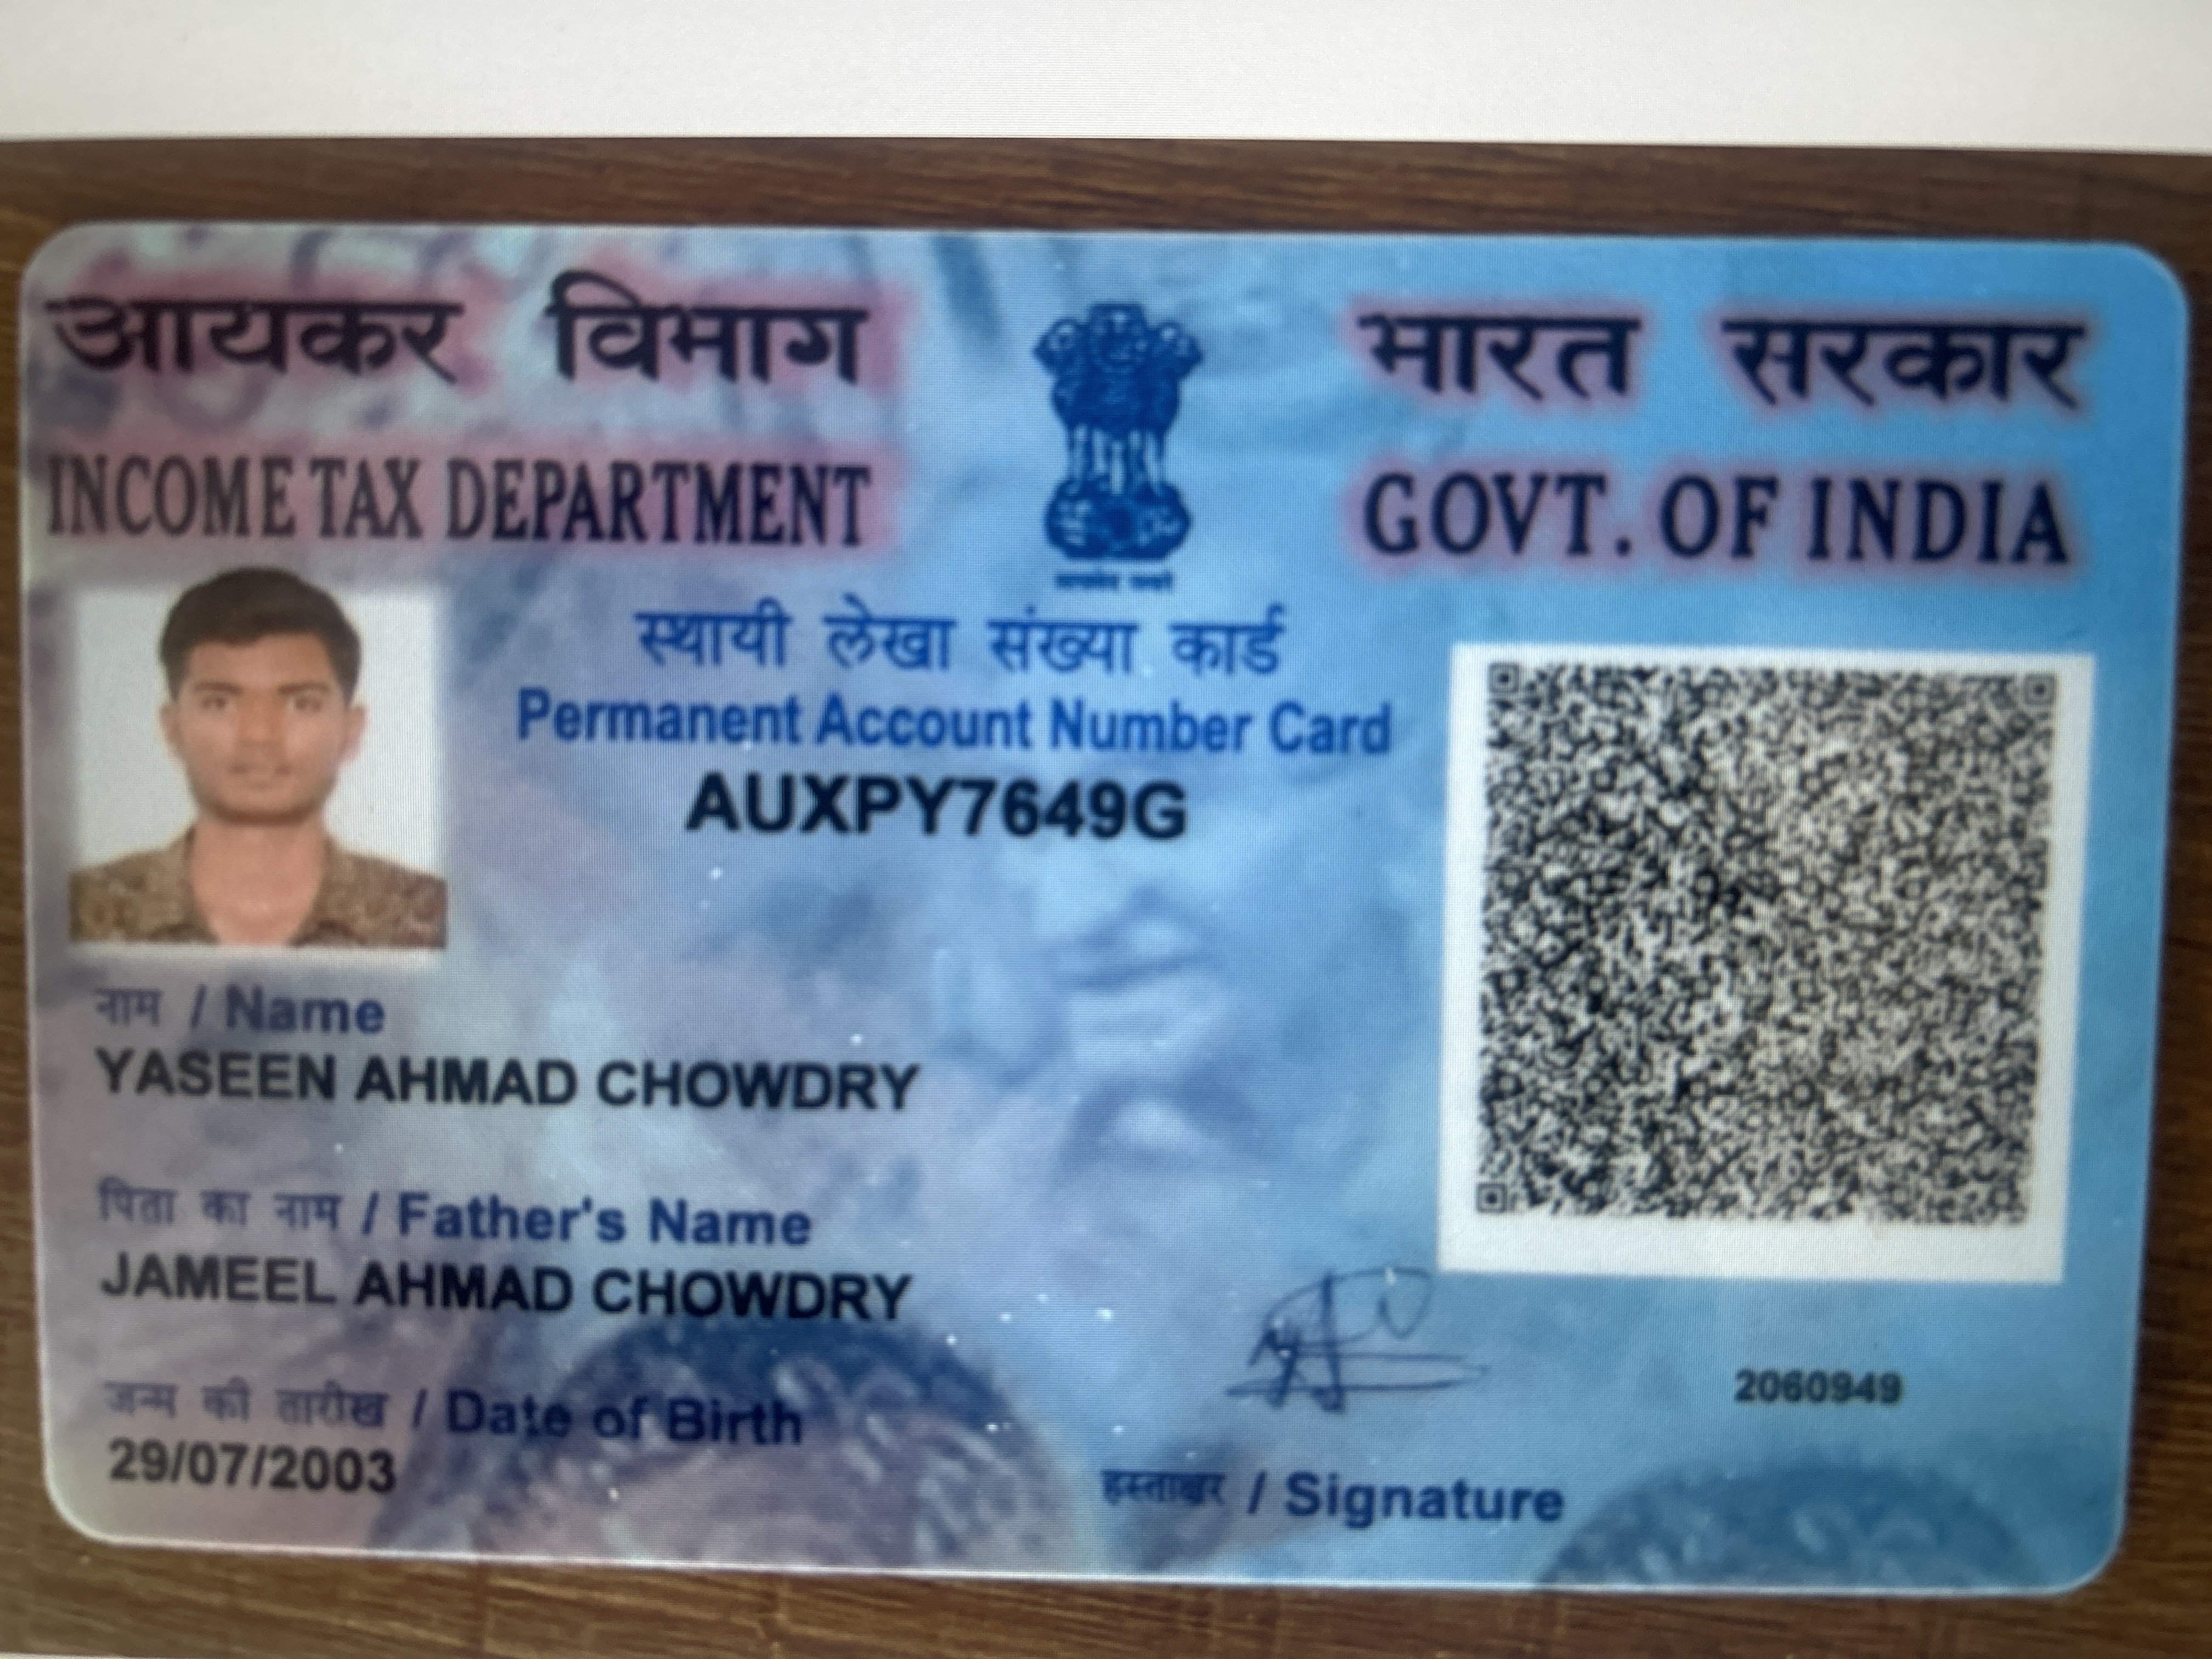 आयकर विभाग
INCOME TAX DEPARTMENT
भारत सरकार
GOVT. OF INDIA
स्थायी लेखा संख्या कार्ड
Permanent Account Number Card
AUXPY7649G
नाम / Name
YASEEN AHMAD CHOWDRY
पिता का नाम / Father's Name
JAMEEL AHMAD CHOWDRY
जन्म की तारीख / Date of Birth
29/07/2003
हस्ताक्षर / Signature
2060949